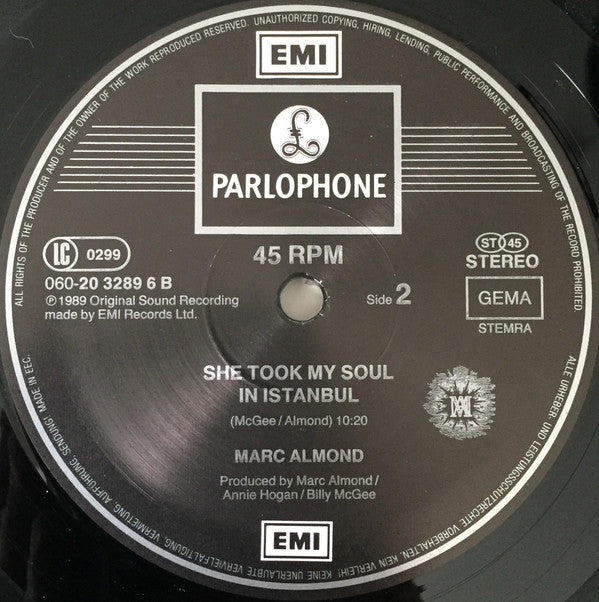 ALL RIGHTS OF THE PRODUCER AND OF THE OWNER OF THE WORK REPRODUCED RESERVED. UNAUTHORIZED COPYING, HIRING, LENDING, PUBLIC PERFORMANCE AND BROADCASTING OF THE RECORD PROHIBITED.
EMI
£
PARLOPHONE
LC 0299
45 RPM
ST 45
STEREO
060-20 3289 6 B
℗ 1989 Original Sound Recording
made by EMI Records Ltd.
Side 2
GEMA
STEMRA
SHE TOOK MY SOUL
IN ISTANBUL
(McGee/Almond) 10:20
MARC ALMOND
Produced by Marc Almond/
Annie Hogan/Billy McGee
EMI
ALLE URHEBER- UND LEISTUNGSSCHUTZRECHTE VORBEHALTEN. KEIN VERLEIH! KEINE UNERLAUBTE VERVIELFÄLTIGUNG, VERMIETUNG, AUFFÜHRUNG, SENDUNG! MADE IN EEC.